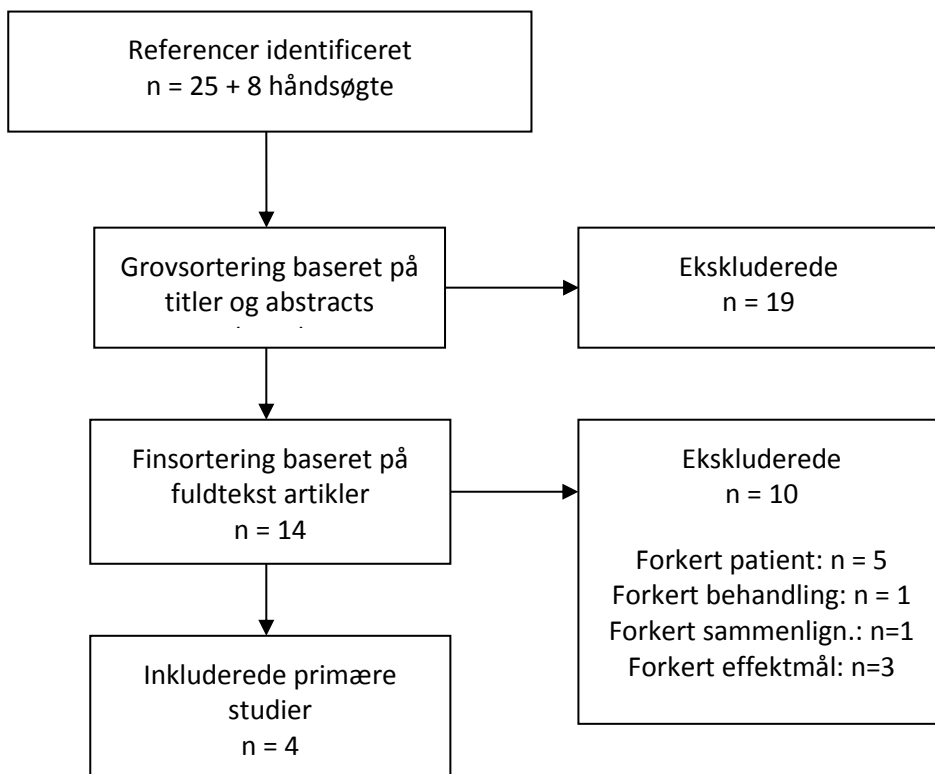 Referencer identificeret
n = 25 + 8 håndsøgte
Grovsortering baseret på
titler og abstracts
Ekskluderede
n = 19
Finsortering baseret på
fuldtekst artikler
n = 14
Ekskluderede
n = 10
Forkert patient: n = 5
Forkert behandling: n = 1
Forkert sammenlign.: n=1
Forkert effektmål: n=3
Inkluderede primære
studier
n = 4